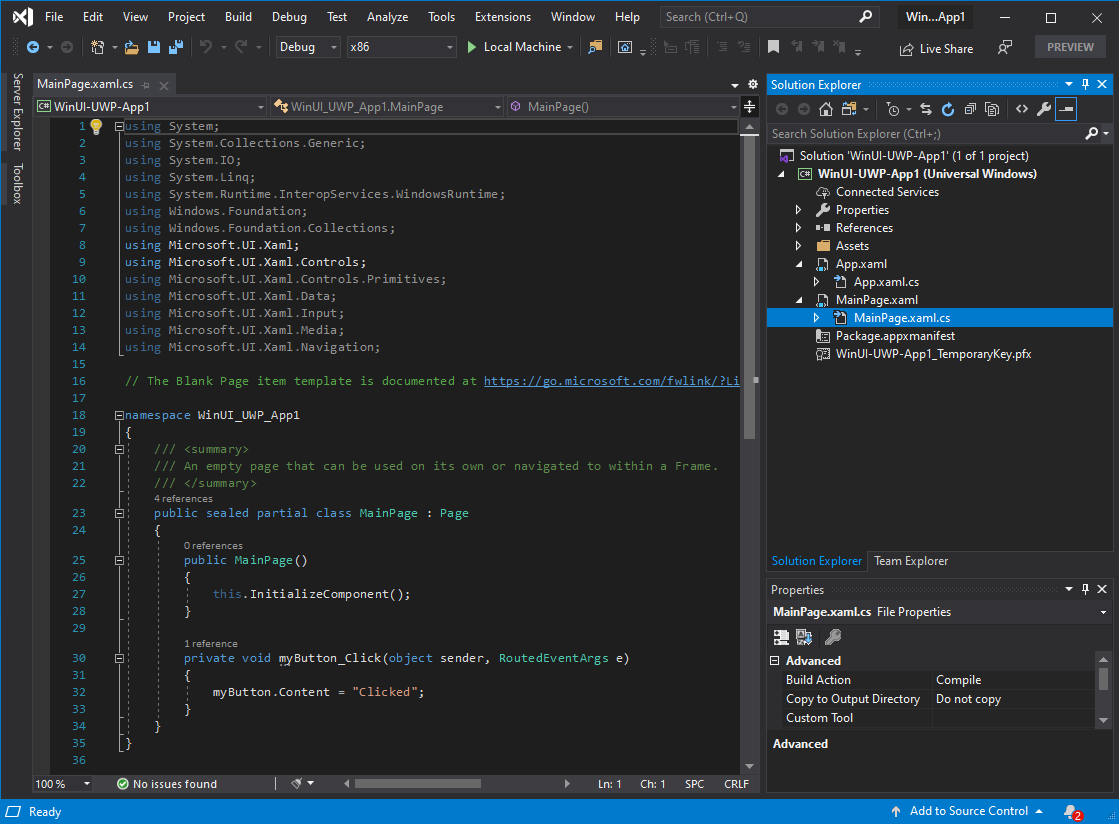 File Edit View Project Build Debug Test Analyze Tools Extensions Window Help Search (Ctrl+Q) Win...App1
Debug x86 Local Machine Live Share PREVIEW
Server Explorer
Toolbox
MainPage.xaml.cs
C# WinUI-UWP-App1 WinUI_UWP_App1.MainPage MainPage()
1 using System;
2 using System.Collections.Generic;
3 using System.IO;
4 using System.Linq;
5 using System.Runtime.InteropServices.WindowsRuntime;
6 using Windows.Foundation;
7 using Windows.Foundation.Collections;
8 using Microsoft.UI.Xaml;
9 using Microsoft.UI.Xaml.Controls;
10 using Microsoft.UI.Xaml.Controls.Primitives;
11 using Microsoft.UI.Xaml.Data;
12 using Microsoft.UI.Xaml.Input;
13 using Microsoft.UI.Xaml.Media;
14 using Microsoft.UI.Xaml.Navigation;
15
16 // The Blank Page item template is documented at https://go.microsoft.com/fwlink/?Li
17
18 namespace WinUI_UWP_App1
19 {
20 /// <summary>
21 /// An empty page that can be used on its own or navigated to within a Frame.
22 /// </summary>
4 references
23 public sealed partial class MainPage : Page
24 {
0 references
25 public MainPage()
26 {
27 this.InitializeComponent();
28 }
29
1 reference
30 private void myButton_Click(object sender, RoutedEventArgs e)
31 {
32 myButton.Content = "Clicked";
33 }
34 }
35 }
36
100 % No issues found Ln: 1 Ch: 1 SPC CRLF
Solution Explorer
Search Solution Explorer (Ctrl+;)
Solution 'WinUI-UWP-App1' (1 of 1 project)
C# WinUI-UWP-App1 (Universal Windows)
Connected Services
Properties
References
Assets
App.xaml
App.xaml.cs
MainPage.xaml
MainPage.xaml.cs
Package.appxmanifest
WinUI-UWP-App1_TemporaryKey.pfx
Solution Explorer Team Explorer
Properties
MainPage.xaml.cs File Properties
Advanced
Build Action Compile
Copy to Output Directory Do not copy
Custom Tool
Advanced
Ready Add to Source Control 2